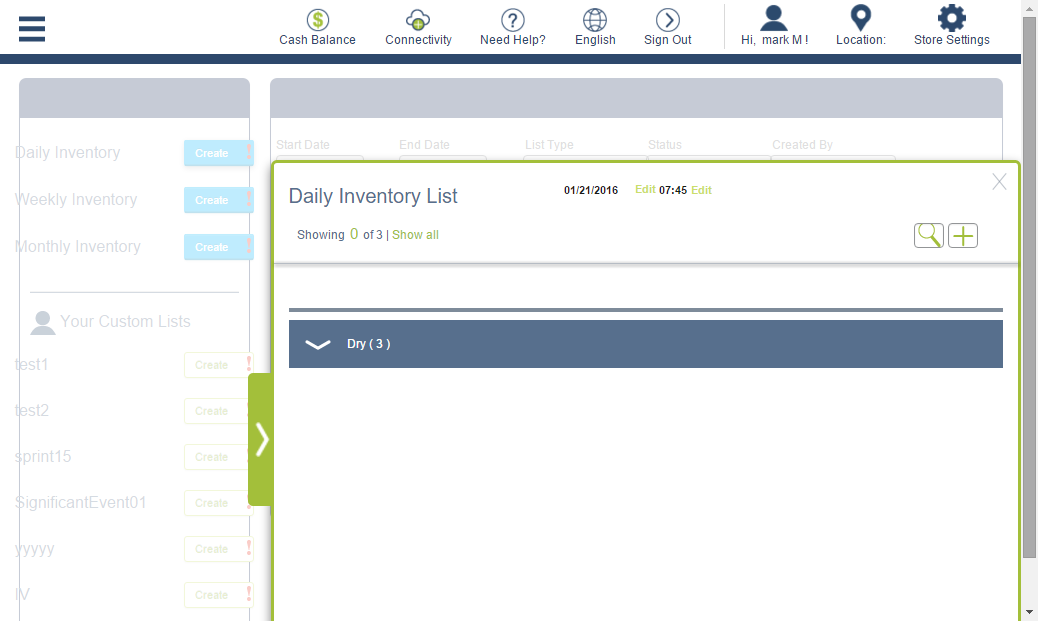 Cash Balance Connectivity Need Help? English Sign Out Hi, mark M ! Location: Store Settings
Daily Inventory Create !
Weekly Inventory Create !
Monthly Inventory Create !
Your Custom Lists
test1 Create !
test2 Create
sprint15 Create
SignificantEvent01 Create
yyyyy Create !
IV Create !
Start Date End Date List Type Status Created By
Daily Inventory List 01/21/2016 Edit 07:45 Edit X
Showing 0 of 3 | Show all
Dry ( 3 )